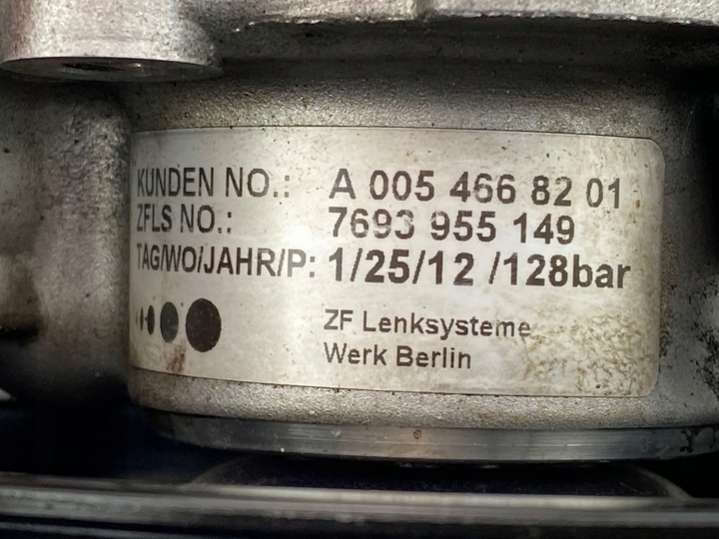 KUNDEN NO.: A 005 466 82 01
ZFLS NO.: 7693 955 149
TAG/WO/JAHR/P: 1/25/12 /128bar
ZF Lenksysteme
Werk Berlin